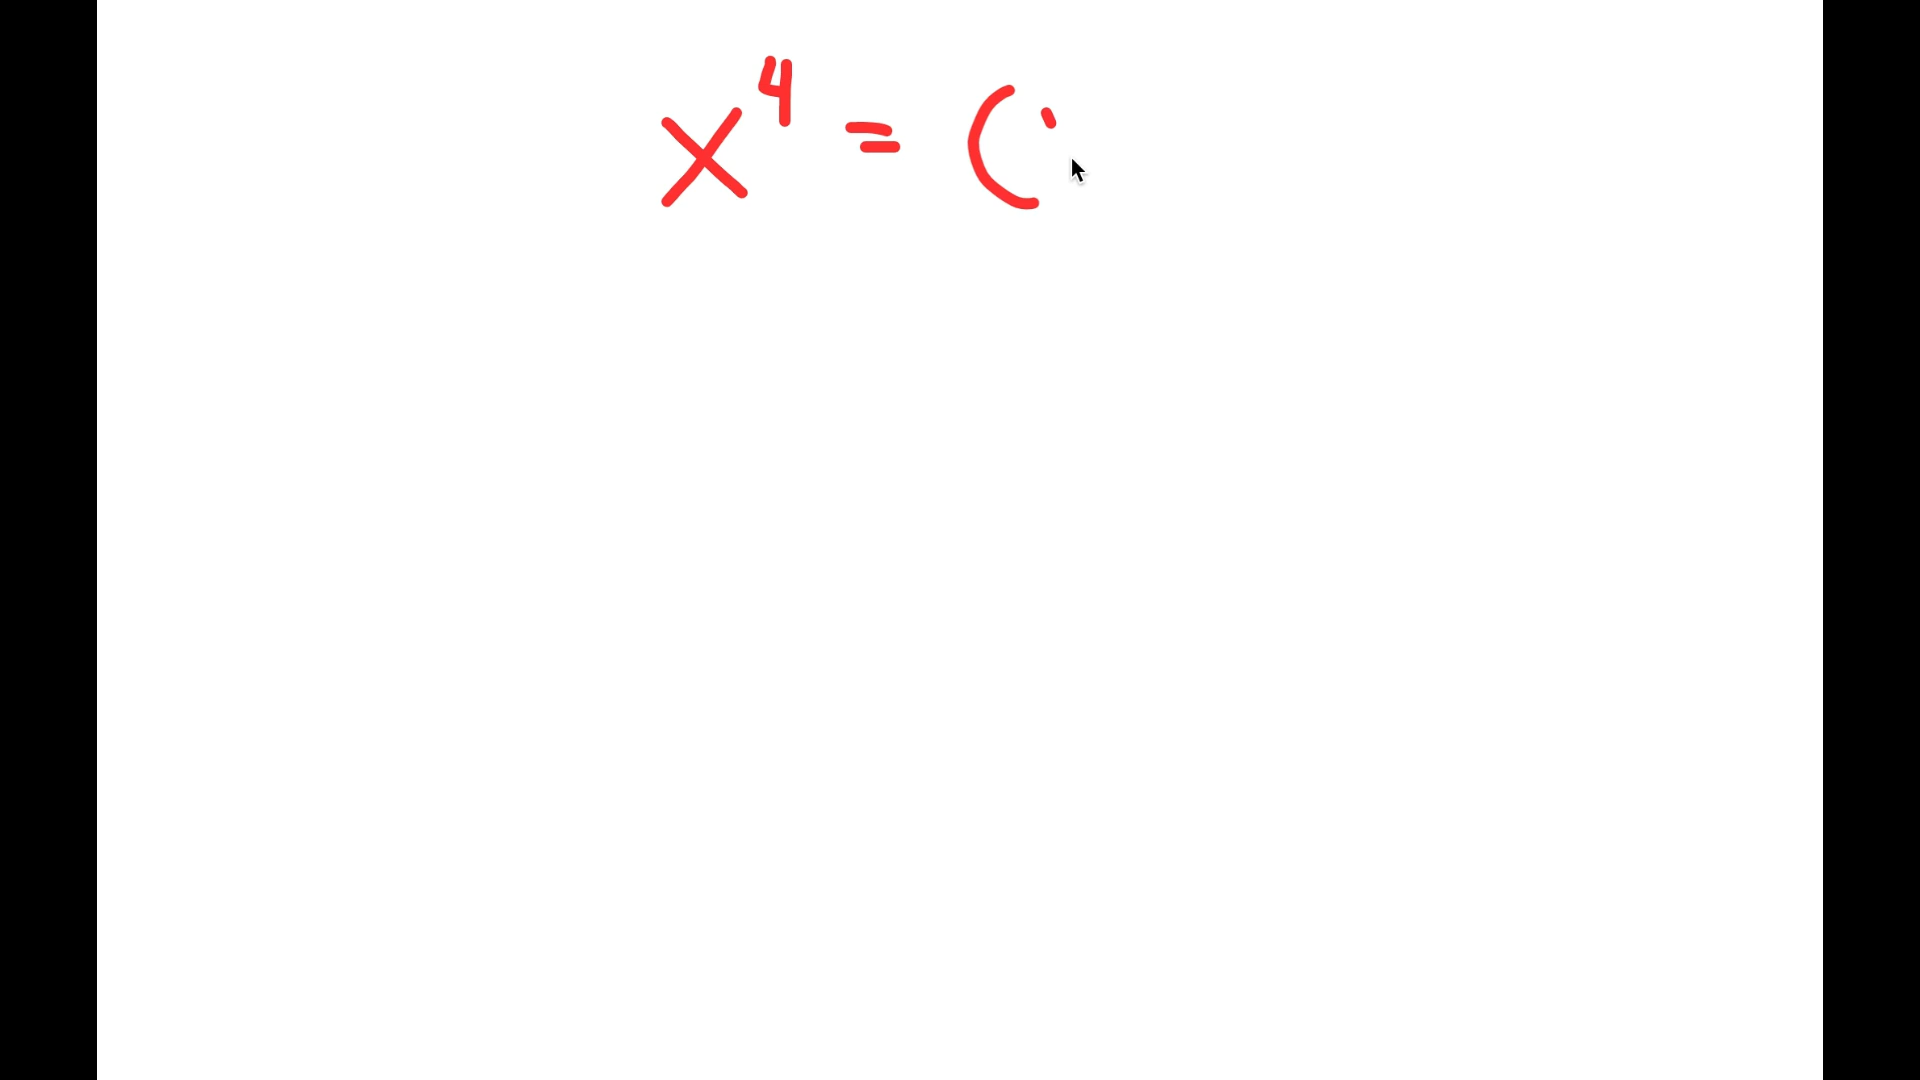 x⁴ = (